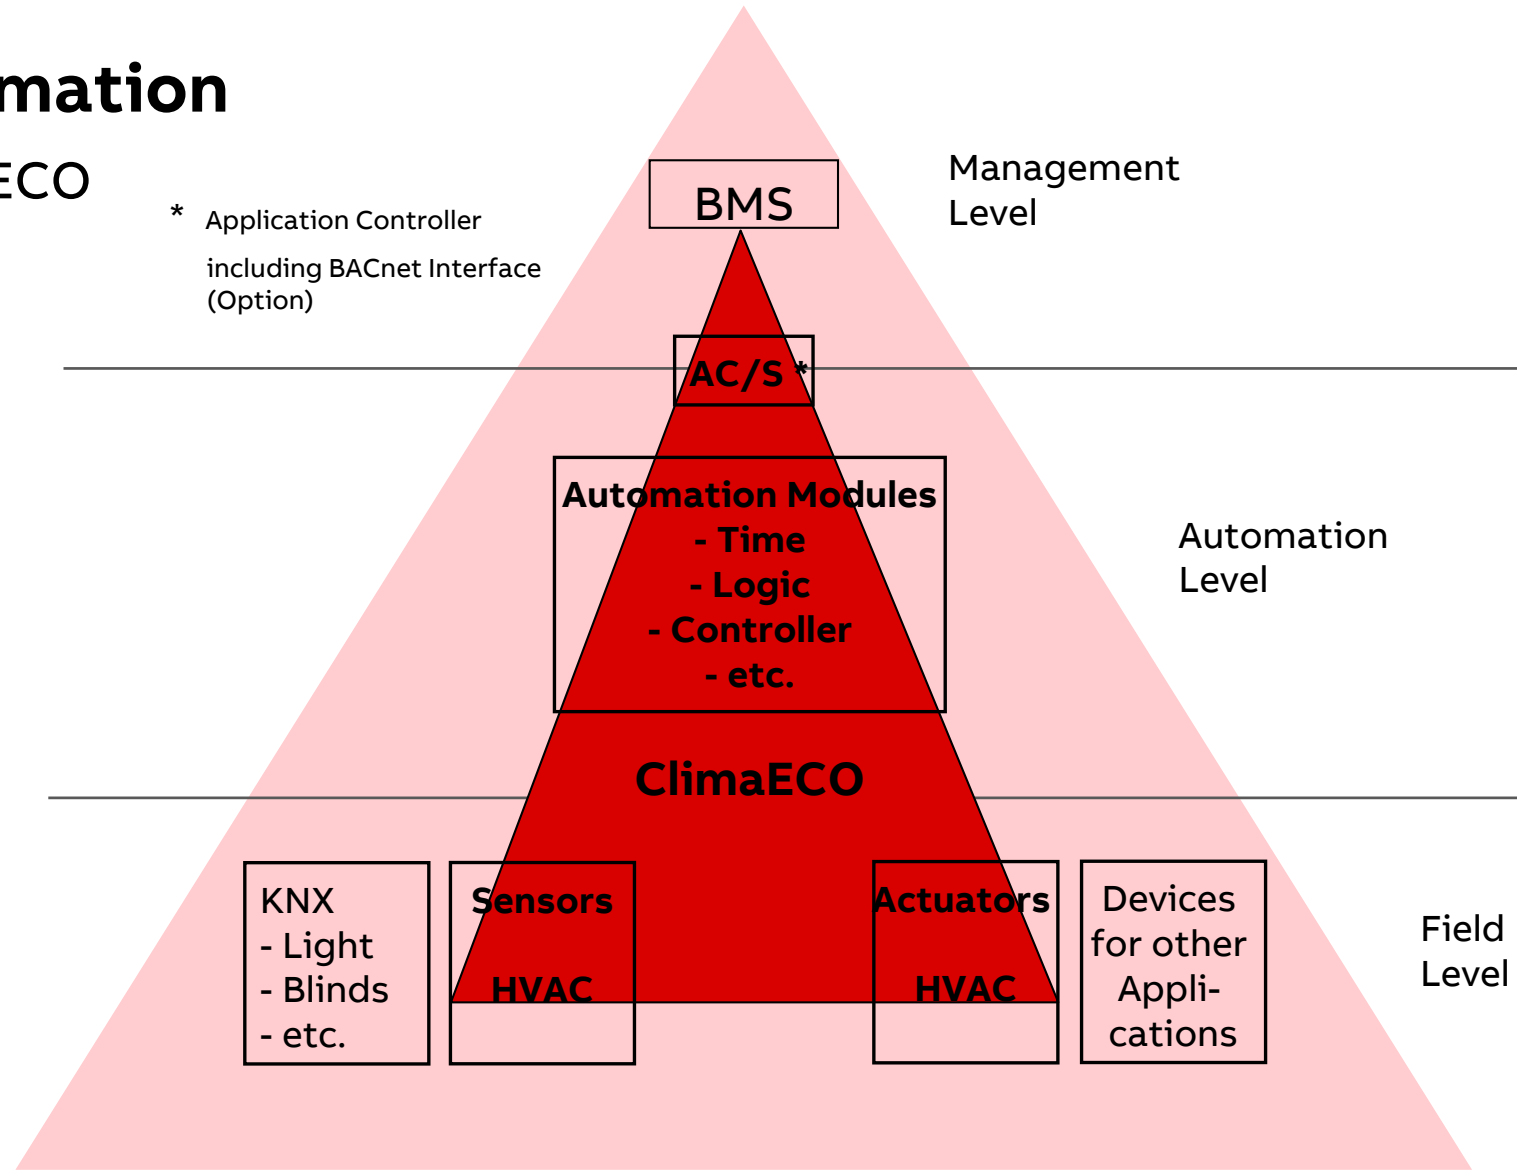 mation
ECO
* Application Controller
including BACnet Interface
(Option)
BMS
Management
Level
AC/S *
Automation Modules
- Time
- Logic
- Controller
- etc.
Automation
Level
ClimaECO
KNX
- Light
- Blinds
- etc.
Sensors
HVAC
Actuators
HVAC
Devices
for other
Appli-
cations
Field
Level